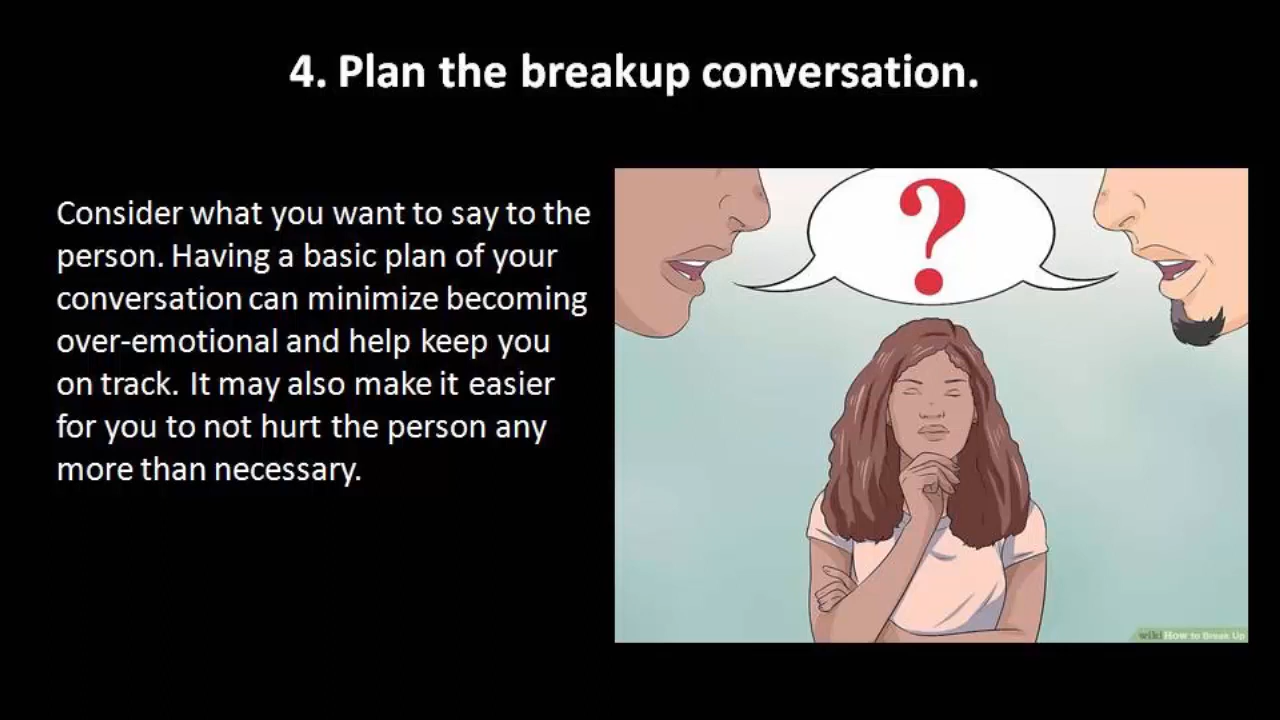 4. Plan the breakup conversation.
Consider what you want to say to the
person. Having a basic plan of your
conversation can minimize becoming
over-emotional and help keep you
on track. It may also make it easier
for you to not hurt the person any
more than necessary.
?
wikiHow to Break Up